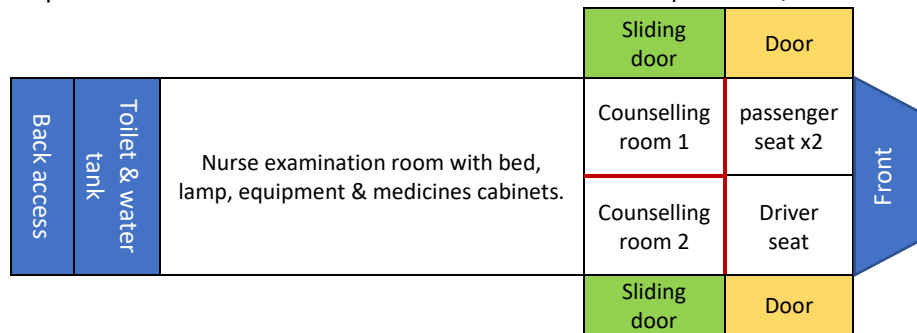 Sliding
door
Door
Back access
Toilet & water
tank
Nurse examination room with bed,
lamp, equipment & medicines cabinets.
Counselling
room 1
passenger
seat x2
Counselling
room 2
Driver
seat
Front
Sliding
door
Door